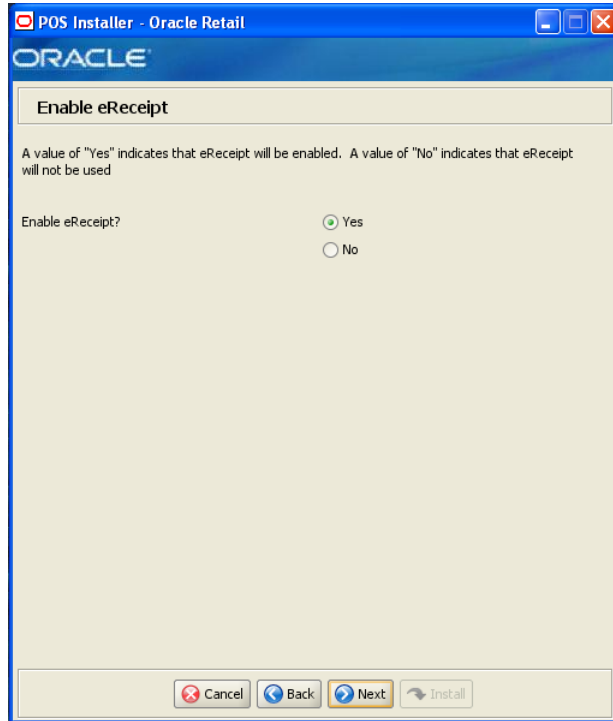 POS Installer - Oracle Retail
ORACLE
Enable eReceipt
A value of "Yes" indicates that eReceipt will be enabled. A value of "No" indicates that eReceipt
will not be used
Enable eReceipt?
Yes
No
Cancel
Back
Next
Install